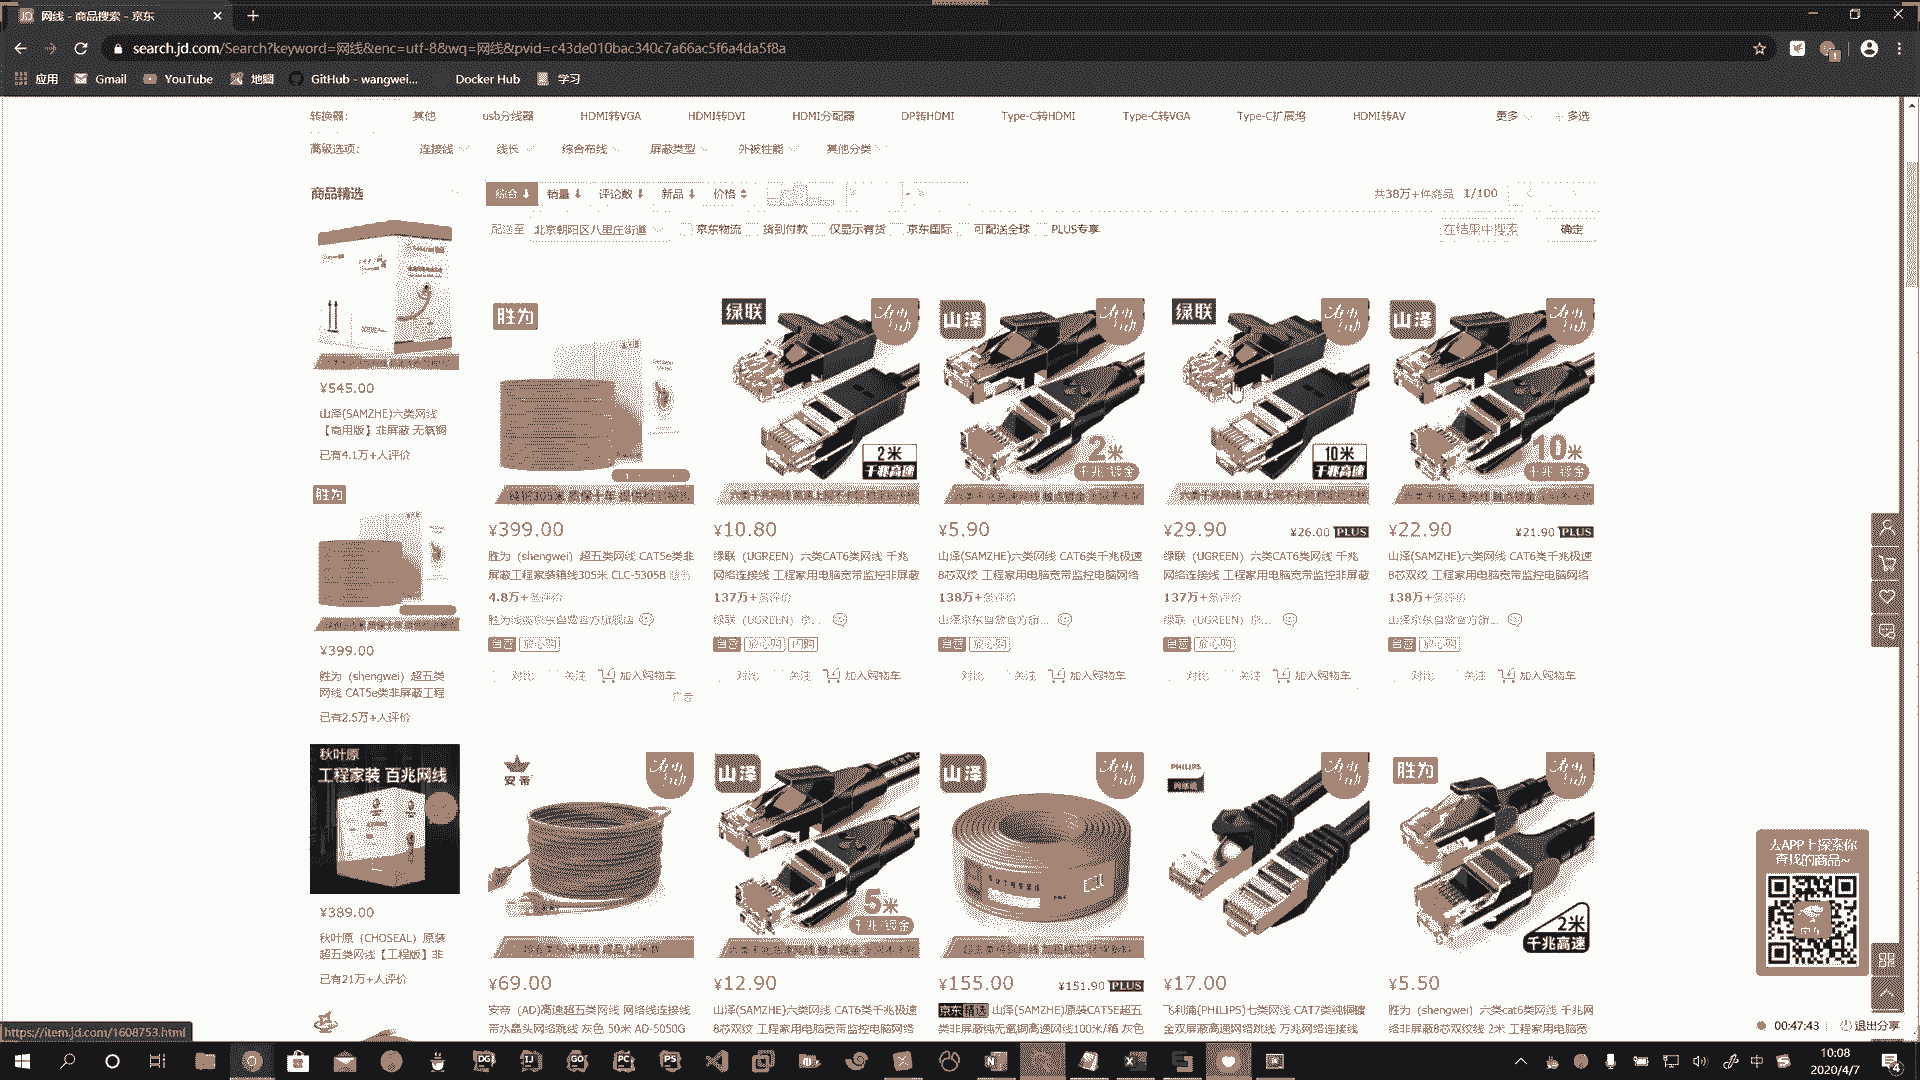 网线 - 商品搜索 - 京东
search.jd.com/Search?keyword=网线&enc=utf-8&wq=网线&pvid=c43de010bac340c7a66ac5f6a4da5f8a
应用 Gmail YouTube 地图 GitHub - wangwei... Docker Hub 学习
转换器： 其他 usb分线器 HDMI转VGA HDMI转DVI HDMI分配器 DP转HDMI Type-C转HDMI Type-C转VGA Type-C扩展坞 HDMI转AV 更多 多选
高级选项： 连接线 线长 综合布线 屏蔽类型 外被性能 其他分类
商品精选
综合 销量 评论数 新品 价格 共38万+件商品 1/100
配送至 北京朝阳区八里庄街道 京东物流 货到付款 仅显示有货 京东国际 可配送全球 PLUS专享 在结果中搜索 确定
¥545.00
山泽(SAMZHE)六类网线
【商用版】非屏蔽 无氧铜
已有4.1万+人评价
胜为
¥399.00
胜为（shengwei）超五类
网线 CAT5e类非屏蔽工程
已有2.5万+人评价
秋叶原
工程家装 百兆网线
¥389.00
秋叶原（CHOSEAL）原装
超五类网线【工程版】非
已有21万+人评价
胜为
¥399.00
胜为（shengwei）超五类网线 CAT5e类非
屏蔽工程家装箱线305米 CLC-5305B
4.8万+条评价
胜为线缆京东自营官方旗舰店
自营 放心购
对比 关注 加入购物车
广告
绿联
2米
千兆高速
¥10.80
绿联（UGREEN）六类CAT6类网线 千兆
网络连接线 工程家用电脑宽带监控非屏蔽
137万+条评价
绿联（UGREEN）京...
自营 放心购 闪购
对比 关注 加入购物车
山泽
2米
千兆·镀金
¥5.90
山泽(SAMZHE)六类网线 CAT6类千兆极速
8芯双绞 工程家用电脑宽带监控电脑网络
138万+条评价
山泽京东自营官方旗...
自营 放心购
对比 关注 加入购物车
绿联
10米
千兆高速
¥29.90 ¥26.00 PLUS
绿联（UGREEN）六类CAT6类网线 千兆
网络连接线 工程家用电脑宽带监控非屏蔽
137万+条评价
绿联（UGREEN）京...
自营 放心购
对比 关注 加入购物车
山泽
10米
千兆·镀金
¥22.90 ¥21.90 PLUS
山泽(SAMZHE)六类网线 CAT6类千兆极速
8芯双绞 工程家用电脑宽带监控电脑网络
138万+条评价
山泽京东自营官方旗...
自营 放心购
对比 关注 加入购物车
安帝
¥69.00
安帝（AD)高速超五类网线 网络线连接线
带水晶头网络跳线 灰色 50米 AD-5050G
山泽
5米
千兆·镀金
¥12.90
山泽(SAMZHE)六类网线 CAT6类千兆极速
8芯双绞 工程家用电脑宽带监控电脑网络
山泽
¥155.00 ¥151.90 PLUS
京东精选 山泽(SAMZHE)原装CAT5E超五
类非屏蔽纯无氧铜高速网线100米/箱 灰色
PHILIPS
¥17.00
飞利浦(PHILIPS)七类网线 CAT7类纯铜镀
金双屏蔽高速网络跳线 万兆网络连接线
胜为
2米
千兆高速
¥5.50
胜为（shengwei）六类cat6类网线 千兆网
络非屏蔽8芯双绞线 2米 工程电脑宽
去APP上探索你
京东
https://item.jd.com/1608753.html
00:47:43 退出分享
中
10:08
2020/4/7
4